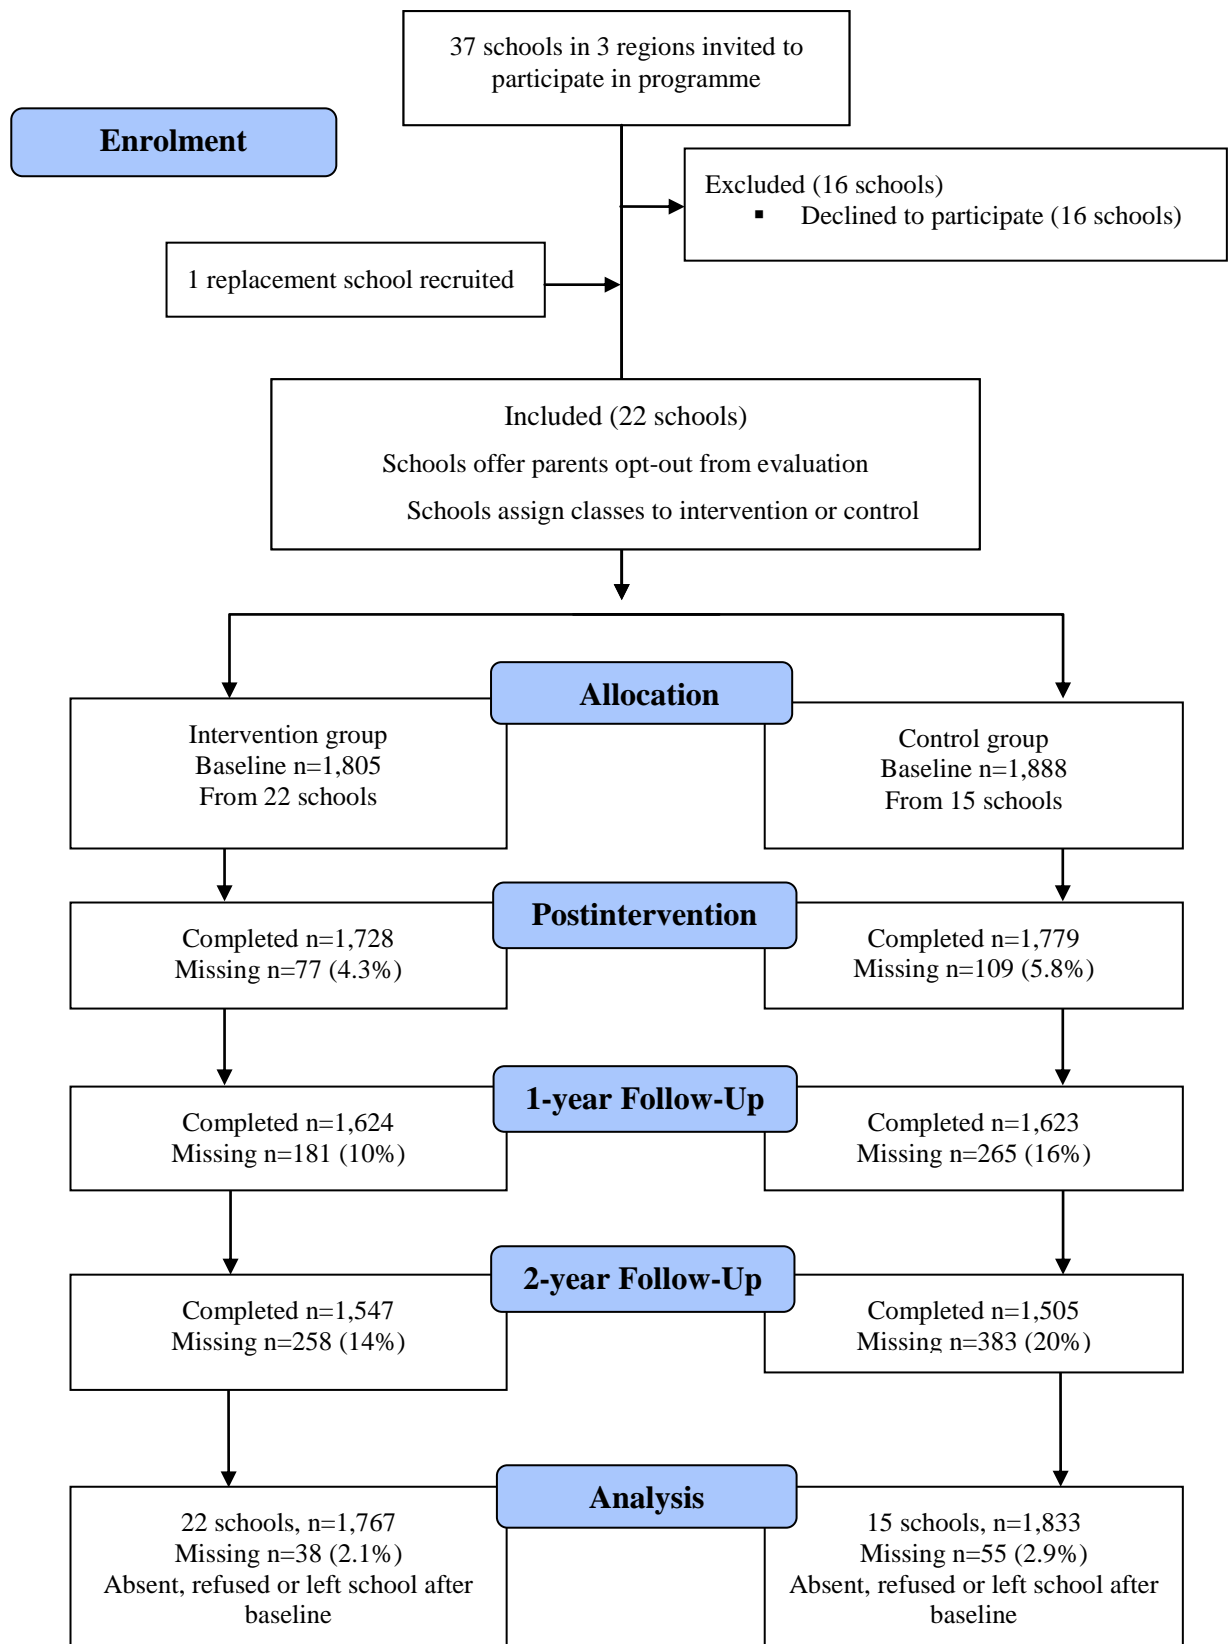 37 schools in 3 regions invited to
participate in programme
Enrolment
Excluded (16 schools)
▪ Declined to participate (16 schools)
1 replacement school recruited
Included (22 schools)
Schools offer parents opt-out from evaluation
Schools assign classes to intervention or control
Allocation
Intervention group
Baseline n=1,805
From 22 schools
Control group
Baseline n=1,888
From 15 schools
Postintervention
Completed n=1,728
Missing n=77 (4.3%)
Completed n=1,779
Missing n=109 (5.8%)
1-year Follow-Up
Completed n=1,624
Missing n=181 (10%)
Completed n=1,623
Missing n=265 (16%)
2-year Follow-Up
Completed n=1,547
Missing n=258 (14%)
Completed n=1,505
Missing n=383 (20%)
Analysis
22 schools, n=1,767
Missing n=38 (2.1%)
Absent, refused or left school after
baseline
15 schools, n=1,833
Missing n=55 (2.9%)
Absent, refused or left school after
baseline